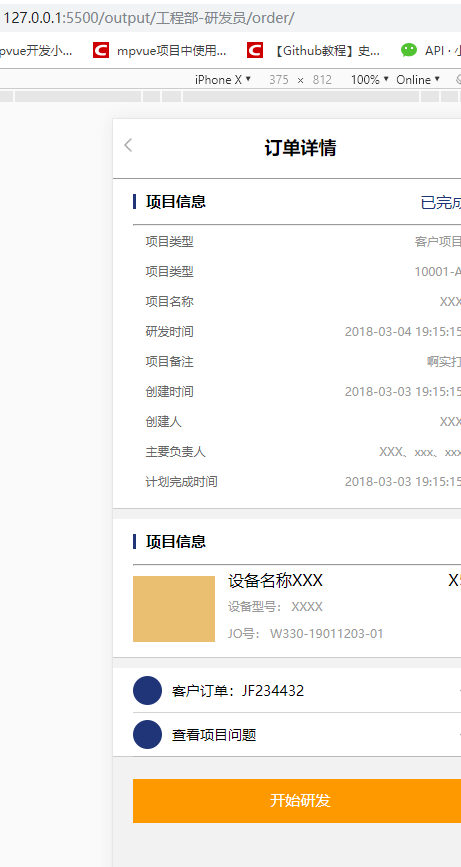 127.0.0.1:5500/output/工程部-研发员/order/
pvue开发小... mpvue项目中使用... 【Github教程】史... API · 小
iPhone X ▼ 375 × 812 100% ▼ Online ▼
订单详情
项目信息 已完成
项目类型 客户项目
项目类型 10001-A
项目名称 XXX
研发时间 2018-03-04 19:15:15
项目备注 啊实打
创建时间 2018-03-03 19:15:15
创建人 XXX
主要负责人 XXX、xxx、xxx
计划完成时间 2018-03-03 19:15:15
项目信息
设备名称XXX X
设备型号： XXXX
JO号： W330-19011203-01
客户订单：JF234432
查看项目问题
开始研发